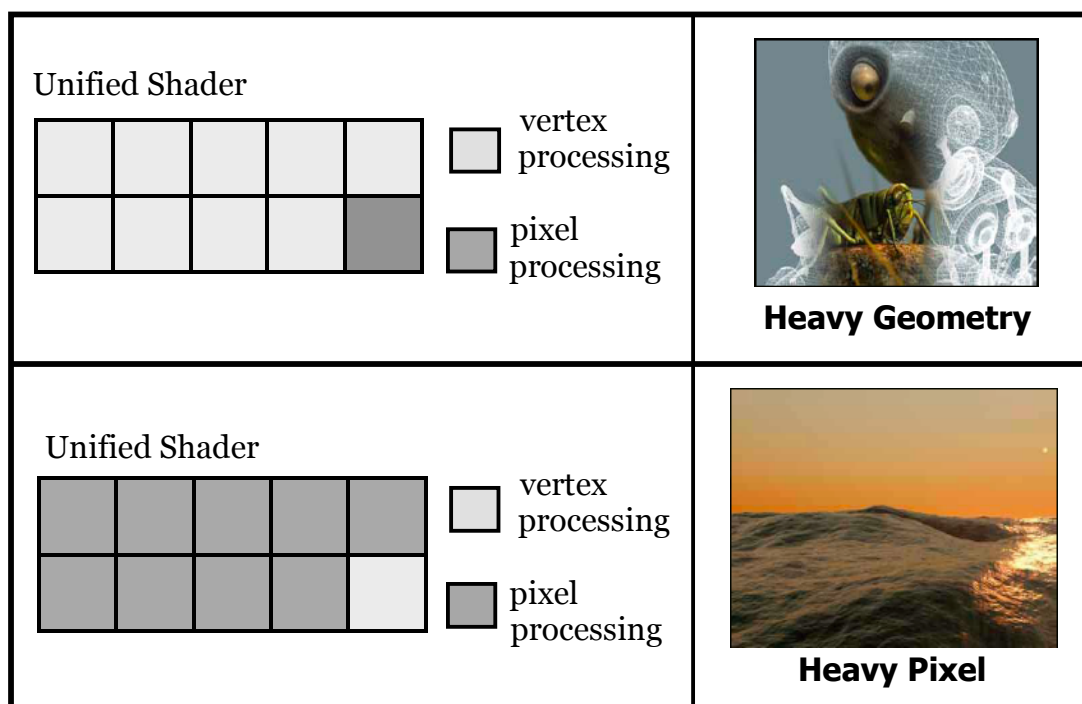 Unified Shader
vertex
processing
pixel
processing
Heavy Geometry
Unified Shader
vertex
processing
pixel
processing
Heavy Pixel